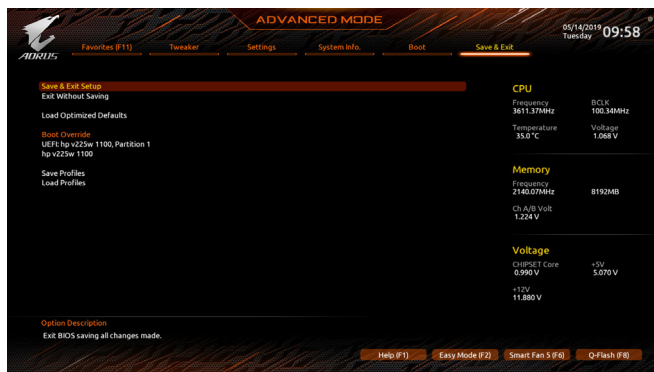 ADVANCED MODE
05/14/2019 Tuesday 09:58
AORUS
Favorites (F11) Tweaker Settings System Info. Boot Save & Exit
Save & Exit Setup
Exit Without Saving
Load Optimized Defaults
Boot Override
UEFI: hp v225w 1100, Partition 1
hp v225w 1100
Save Profiles
Load Profiles
CPU
Frequency BCLK
3611.37MHz 100.34MHz
Temperature Voltage
35.0 °C 1.068 V
Memory
Frequency
2140.07MHz 8192MB
Ch A/B Volt
1.224 V
Voltage
CHIPSET Core +5V
0.990 V 5.070 V
+12V
11.880 V
Option Description
Exit BIOS saving all changes made.
Help (F1) Easy Mode (F2) Smart Fan 5 (F6) Q-Flash (F8)